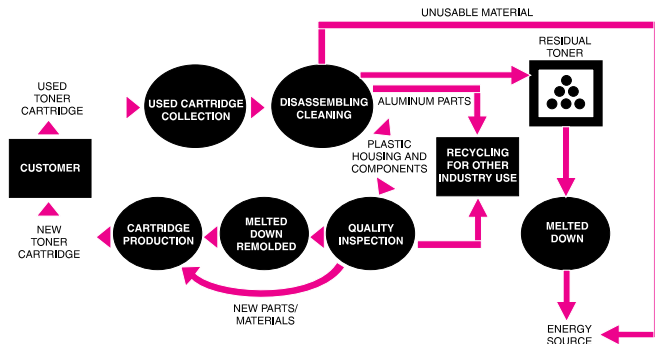 UNUSABLE MATERIAL
RESIDUAL
TONER
USED
TONER
CARTRIDGE
USED CARTRIDGE
COLLECTION
DISASSEMBLING
CLEANING
ALUMINUM PARTS
CUSTOMER
PLASTIC
HOUSING AND
COMPONENTS
RECYCLING
FOR OTHER
INDUSTRY USE
NEW
TONER
CARTRIDGE
CARTRIDGE
PRODUCTION
MELTED
DOWN
REMOLDED
QUALITY
INSPECTION
MELTED
DOWN
NEW PARTS/
MATERIALS
ENERGY
SOURCE